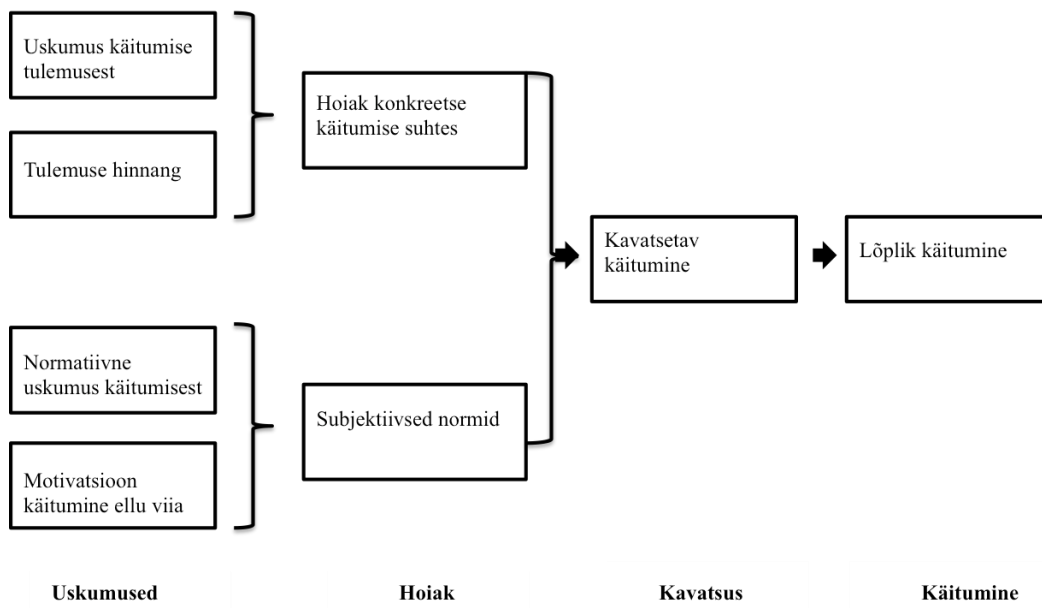 Uskumus käitumise
tulemusest
Tulemuse hinnang
Hoiak konkreetse
käitumise suhtes
Kavatsetav
käitumine
Lõplik käitumine
Normatiivne
uskumus käitumisest
Motivatsioon
käitumine ellu viia
Subjektiivsed normid
Uskumused
Hoiak
Kavatsus
Käitumine